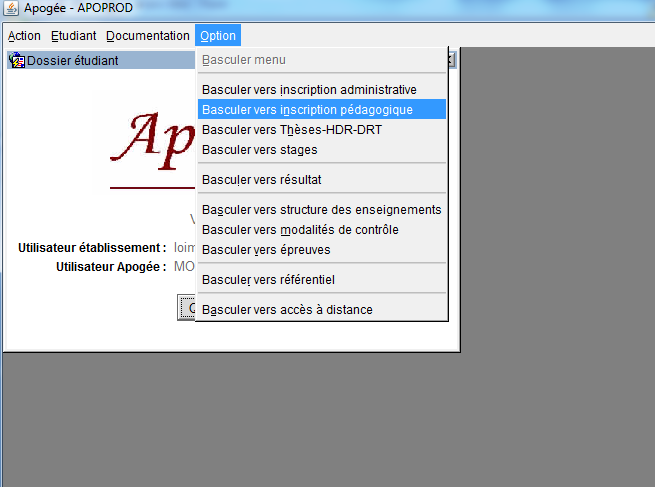 Apogée - APOPROD
Action Etudiant Documentation Option
Dossier étudiant
Basculer menu
Basculer vers inscription administrative
Basculer vers inscription pédagogique
Basculer vers Thèses-HDR-DRT
Basculer vers stages
Basculer vers résultat
Basculer vers structure des enseignements
Basculer vers modalités de contrôle
Basculer vers épreuves
Basculer vers référentiel
Basculer vers accès à distance
Ap
V
Utilisateur établissement : loim
Utilisateur Apogée : MO